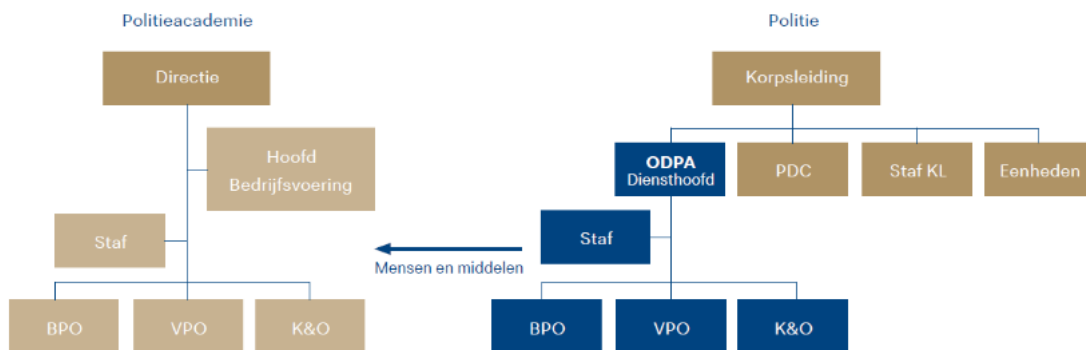 Politieacademie
Directie
Hoofd
Bedrijfsvoering
Staf
BPO
VPO
K&O
Mensen en middelen
Politie
Korpsleiding
ODPA
Diensthoofd
PDC
Staf KL
Eenheden
Staf
BPO
VPO
K&O